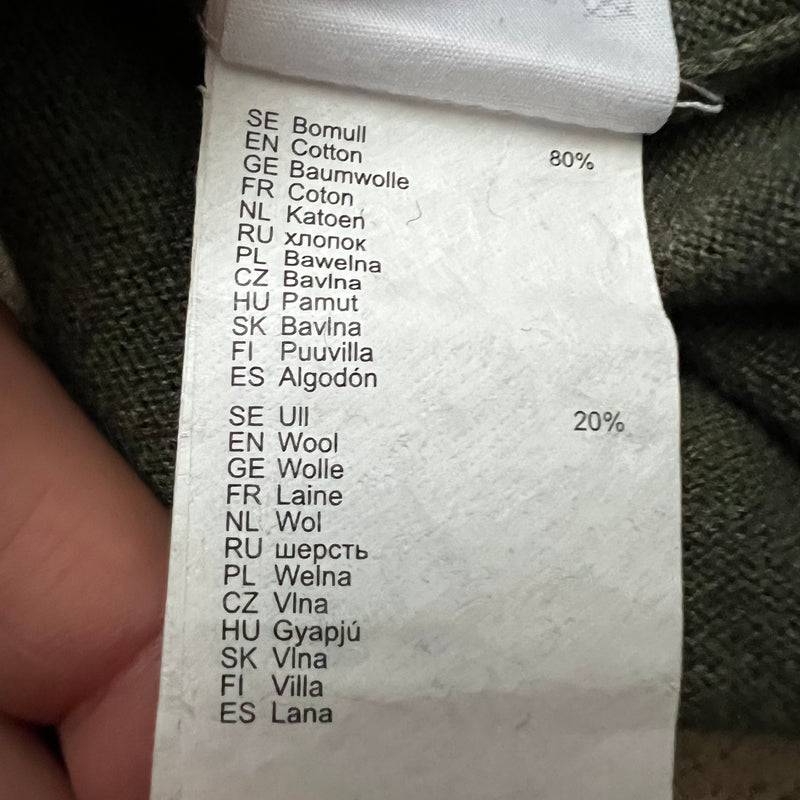 SE Bomull 80%
EN Cotton
GE Baumwolle
FR Coton
NL Katoen
RU хлопок
PL Bawelna
CZ Bavlna
HU Pamut
SK Bavlna
FI Puuvilla
ES Algodón
SE Ull 20%
EN Wool
GE Wolle
FR Laine
NL Wol
RU шерсть
PL Welna
CZ Vlna
HU Gyapjú
SK Vlna
FI Villa
ES Lana